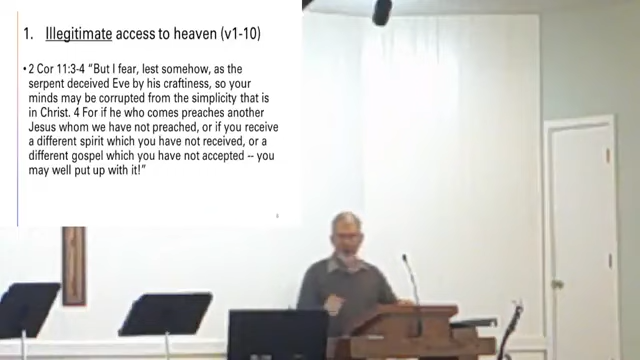 1. Illegitimate access to heaven (v1-10)
•2 Cor 11:3-4 “But I fear, lest somehow, as the
serpent deceived Eve by his craftiness, so your
minds may be corrupted from the simplicity that is
in Christ. 4 For if he who comes preaches another
Jesus whom we have not preached, or if you receive
a different spirit which you have not received, or a
different gospel which you have not accepted -- you
may well put up with it!”